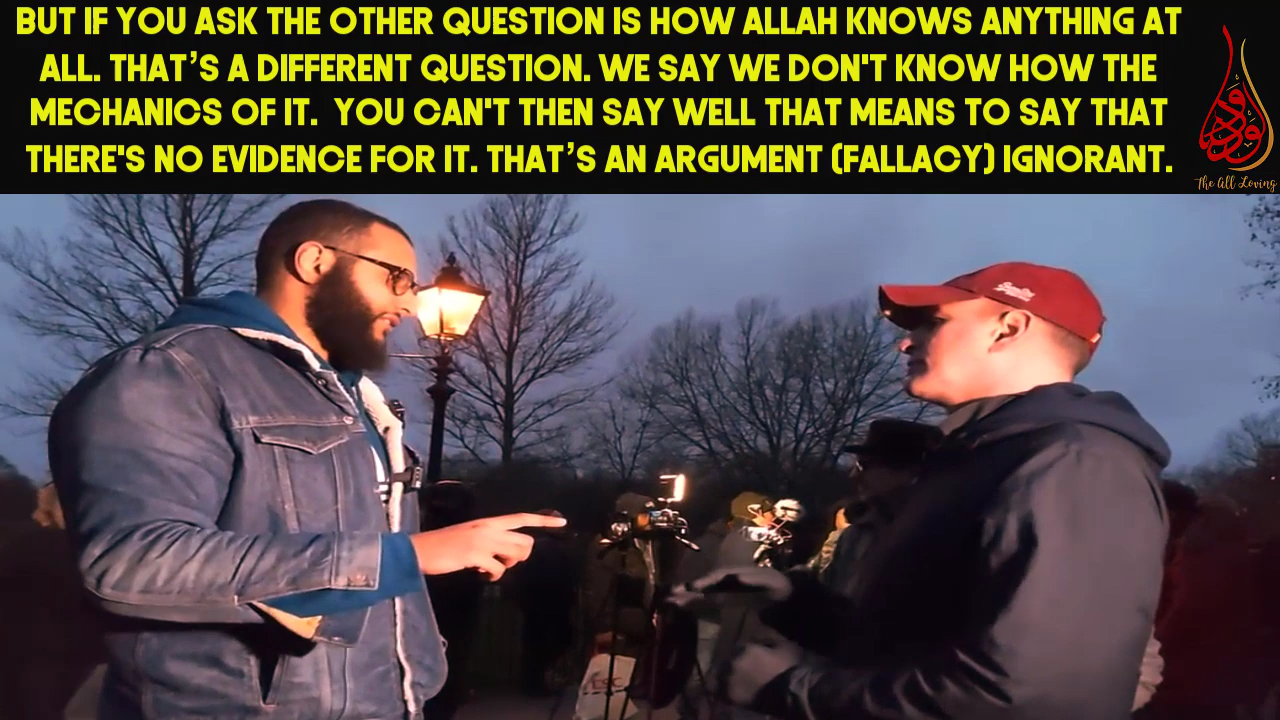 BUT IF YOU ASK THE OTHER QUESTION IS HOW ALLAH KNOWS ANYTHING AT
ALL. THAT’S A DIFFERENT QUESTION. WE SAY WE DON'T KNOW HOW THE
MECHANICS OF IT.  YOU CAN'T THEN SAY WELL THAT MEANS TO SAY THAT
THERE'S NO EVIDENCE FOR IT. THAT’S AN ARGUMENT (FALLACY) IGNORANT.
The All Loving